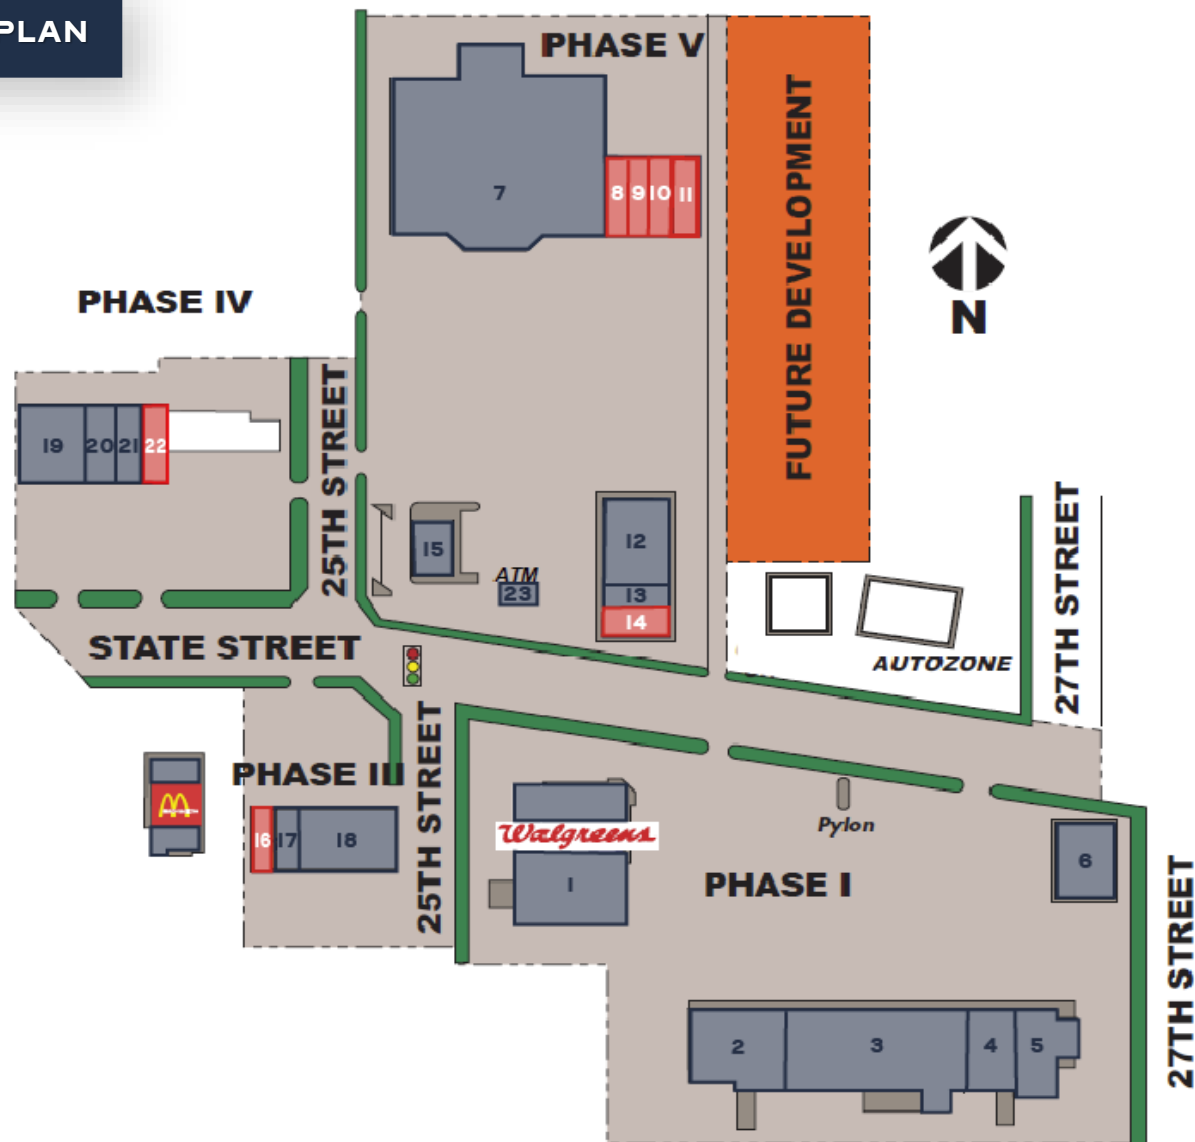 PLAN
PHASE V
7
8 9 10 11
FUTURE DEVELOPMENT
N
PHASE IV
19 20 21 22
25TH STREET
15
ATM
23
12
13
14
STATE STREET
AUTOZONE
27TH STREET
PHASE III
16 17 18
25TH STREET
Walgreens
1
Pylon
PHASE I
6
27TH STREET
2 3 4 5